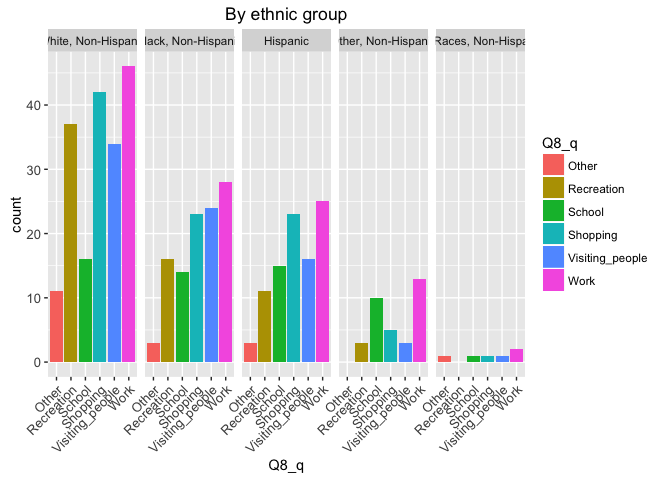 By ethnic group
hite, Non-Hispan
lack, Non-Hispani
Hispanic
ther, Non-Hispan
Races, Non-Hispa
count
40
30
20
10
0
Other
Recreation
School
Shopping
Visiting_people
Work
Other
Recreation
School
Shopping
Visiting_people
Work
Other
Recreation
School
Shopping
Visiting_people
Work
Other
Recreation
School
Shopping
Visiting_people
Work
Other
Recreation
School
Shopping
Visiting_people
Work
Q8_q
Q8_q
Other
Recreation
School
Shopping
Visiting_people
Work